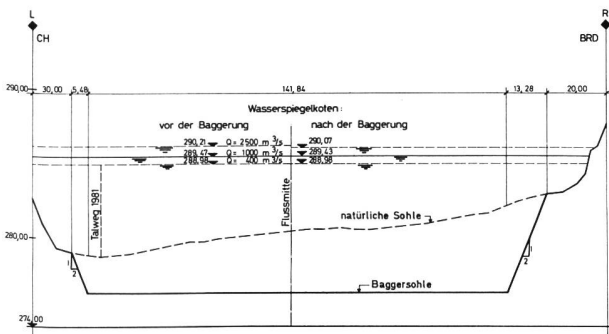 L
R
CH
BRD
30,00 5,48 141,84 13,28 20,00
290,00
Wasserspiegelkoten:
vor der Baggerung nach der Baggerung
290,21 Q = 2500 m³/s 290,07
289,47 Q = 1000 m³/s 289,43
288,98 Q = 400 m3/s 288,98
Talweg 1981
Flussmitte
natürliche Sohle
280,00
1
2
1
2
Baggersohle
274,00